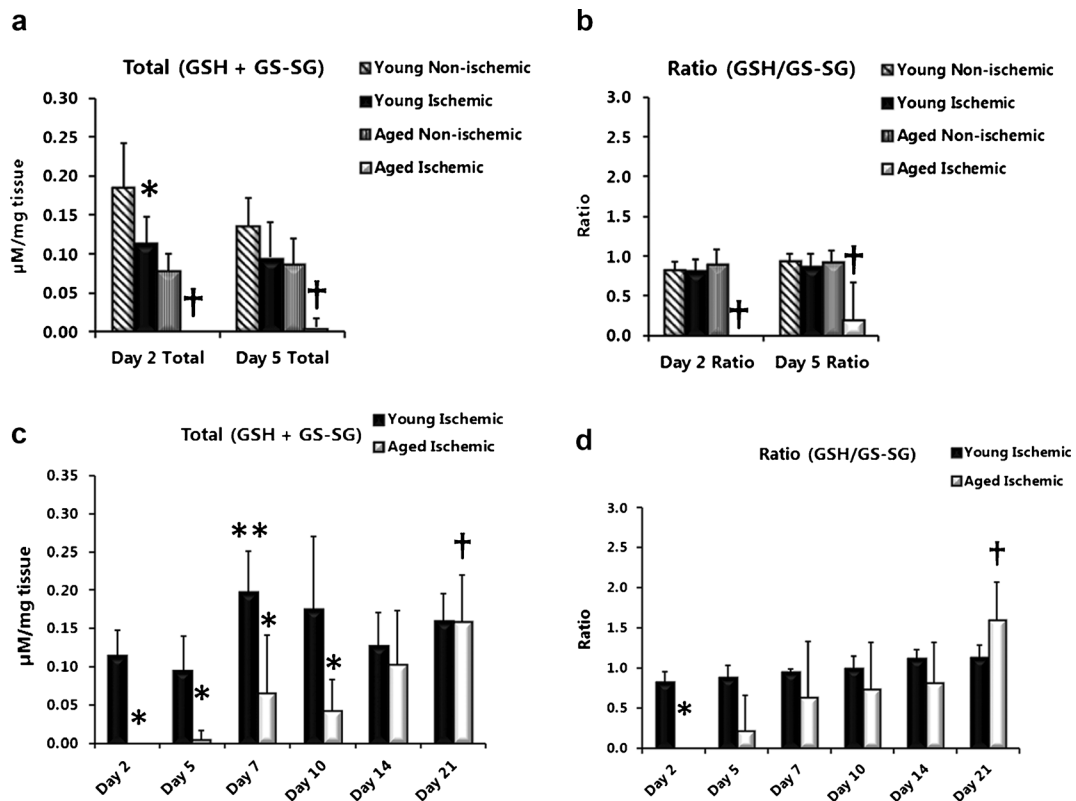 a
Total (GSH + GS-SG)
Young Non-ischemic
Young Ischemic
Aged Non-ischemic
Aged Ischemic
µM/mg tissue
0.30
0.25
0.20
0.15
0.10
0.05
0.00
*
†
†
Day 2 Total
Day 5 Total
b
Ratio (GSH/GS-SG)
Young Non-ischemic
Young Ischemic
Aged Non-ischemic
Aged Ischemic
Ratio
3.0
2.5
2.0
1.5
1.0
0.5
0.0
†
†
Day 2 Ratio
Day 5 Ratio
c
Total (GSH + GS-SG)
Young Ischemic
Aged Ischemic
µM/mg tissue
0.35
0.30
0.25
0.20
0.15
0.10
0.05
0.00
*
*
**
*
*
†
Day 2
Day 5
Day 7
Day 10
Day 14
Day 21
d
Ratio (GSH/GS-SG)
Young Ischemic
Aged Ischemic
Ratio
3.0
2.5
2.0
1.5
1.0
0.5
0.0
*
†
Day 2
Day 5
Day 7
Day 10
Day 14
Day 21